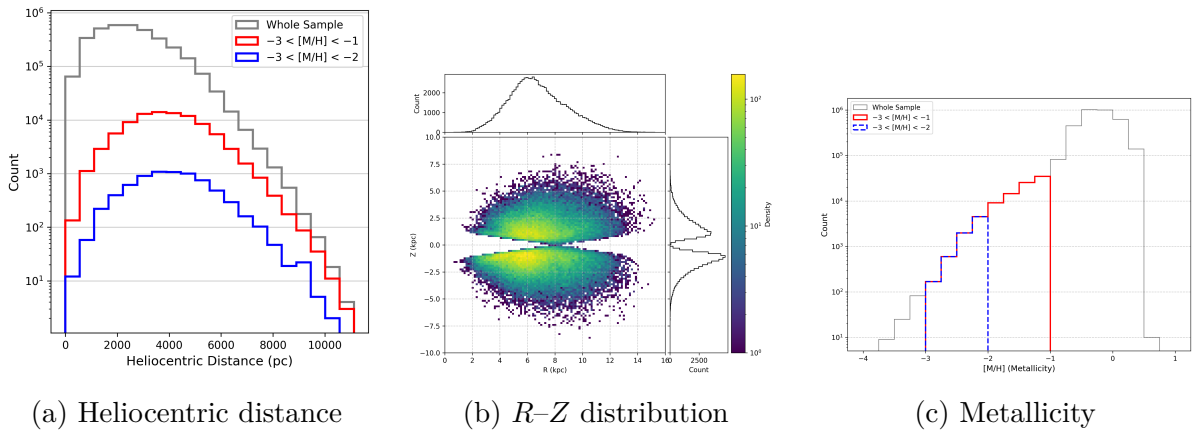 10^6
10^5
10^4
10^3
10^2
10^1
Count
0 2000 4000 6000 8000 10000
Heliocentric Distance (pc)
Whole Sample
−3 < [M/H] < −1
−3 < [M/H] < −2
(a) Heliocentric distance
Count
2000
1000
0
10.0
7.5
5.0
2.5
0.0
−2.5
−5.0
−7.5
−10.0
Z (kpc)
0 2 4 6 8 10 12 14 16
R (kpc)
0 2500
Count
10^2
10^1
10^0
Density
(b) R–Z distribution
10^6
10^5
10^4
10^3
10^2
10^1
Count
−4 −3 −2 −1 0 1
[M/H] (Metallicity)
Whole Sample
−3 < [M/H] < −1
−3 < [M/H] < −2
(c) Metallicity